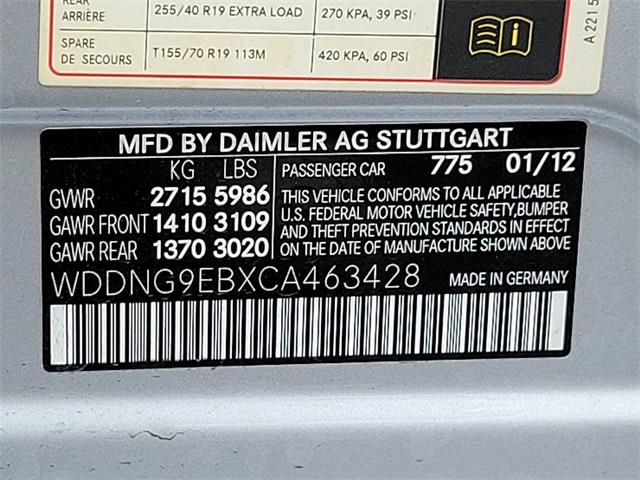 REAR
ARRIÈRE 255/40 R19 EXTRA LOAD 270 KPA, 39 PSI
SPARE
DE SECOURS T155/70 R19 113M 420 KPA, 60 PSI
A 2215
MFD BY DAIMLER AG STUTTGART
KG LBS PASSENGER CAR 775 01/12
GVWR 2715 5986
GAWR FRONT 1410 3109
GAWR REAR 1370 3020
THIS VEHICLE CONFORMS TO ALL APPLICABLE
U.S. FEDERAL MOTOR VEHICLE SAFETY,BUMPER
AND THEFT PREVENTION STANDARDS IN EFFECT
ON THE DATE OF MANUFACTURE SHOWN ABOVE.
WDDNG9EBXCA463428 MADE IN GERMANY